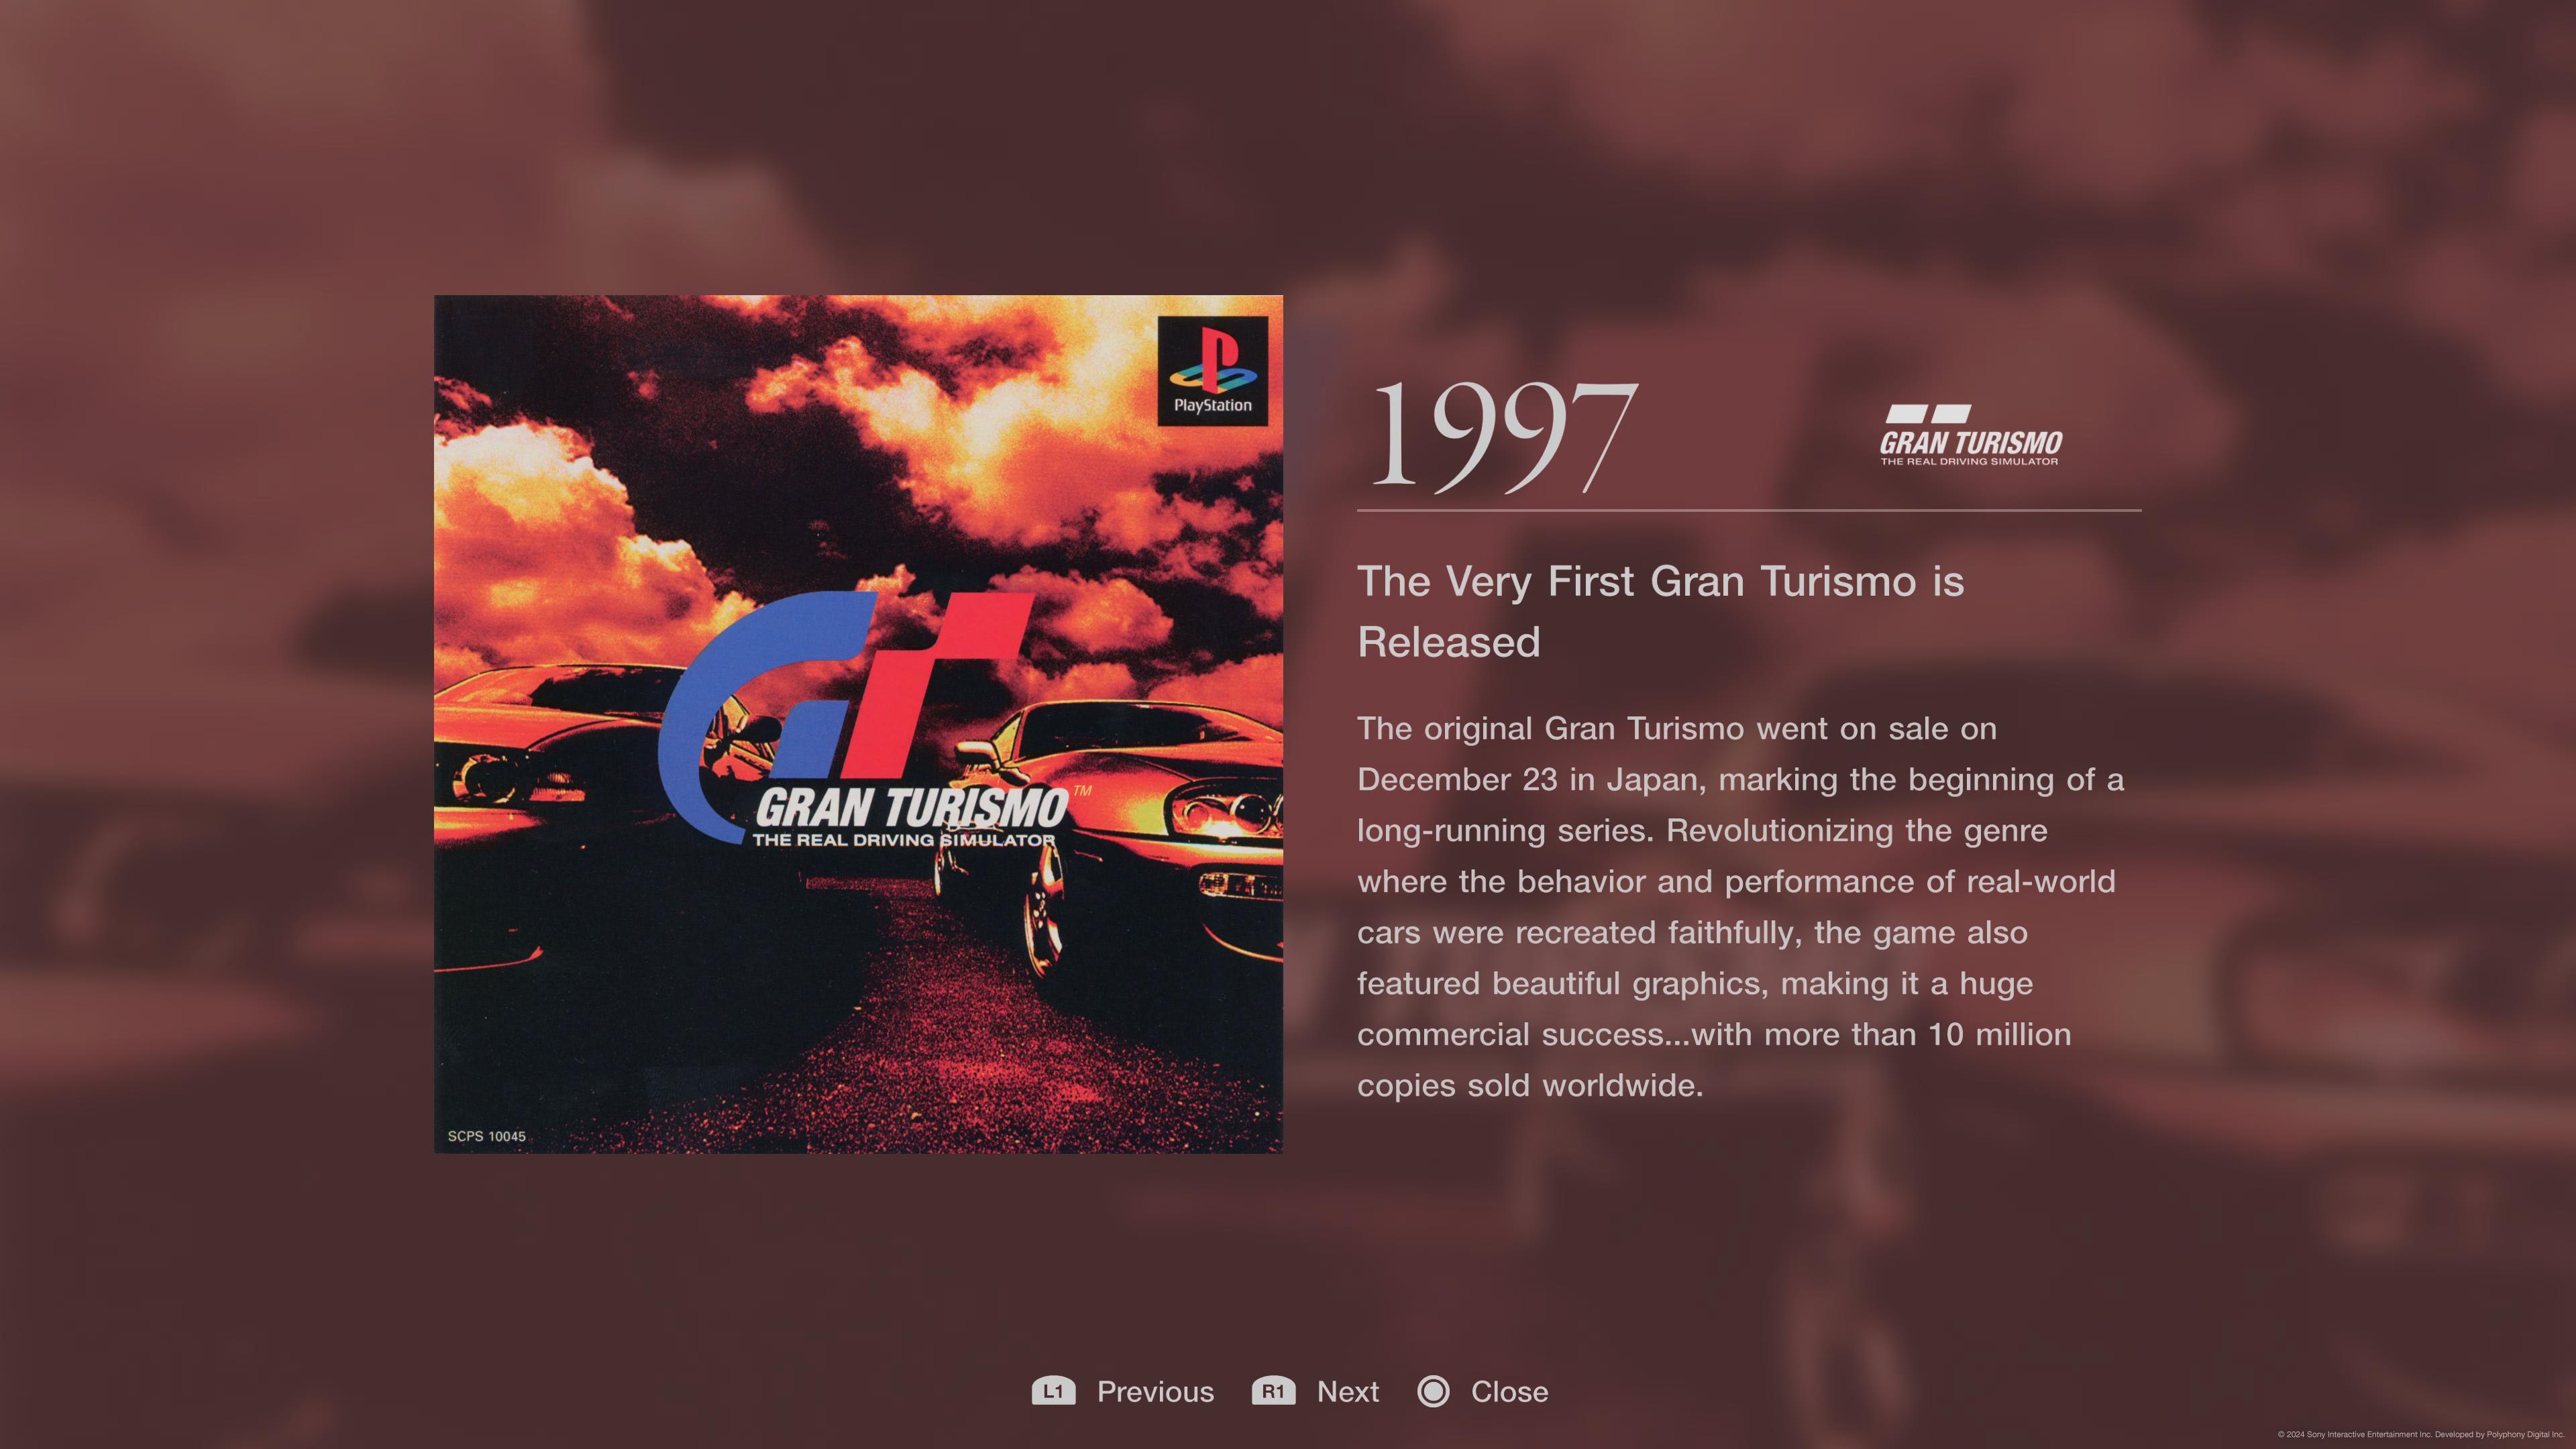 PlayStation
GRAN TURISMO TM
THE REAL DRIVING SIMULATOR
SCPS 10045
1997
GRAN TURISMO
THE REAL DRIVING SIMULATOR
The Very First Gran Turismo is
Released
The original Gran Turismo went on sale on
December 23 in Japan, marking the beginning of a
long-running series. Revolutionizing the genre
where the behavior and performance of real-world
cars were recreated faithfully, the game also
featured beautiful graphics, making it a huge
commercial success...with more than 10 million
copies sold worldwide.
L1 Previous R1 Next Close
© 2024 Sony Interactive Entertainment Inc. Developed by Polyphony Digital Inc.